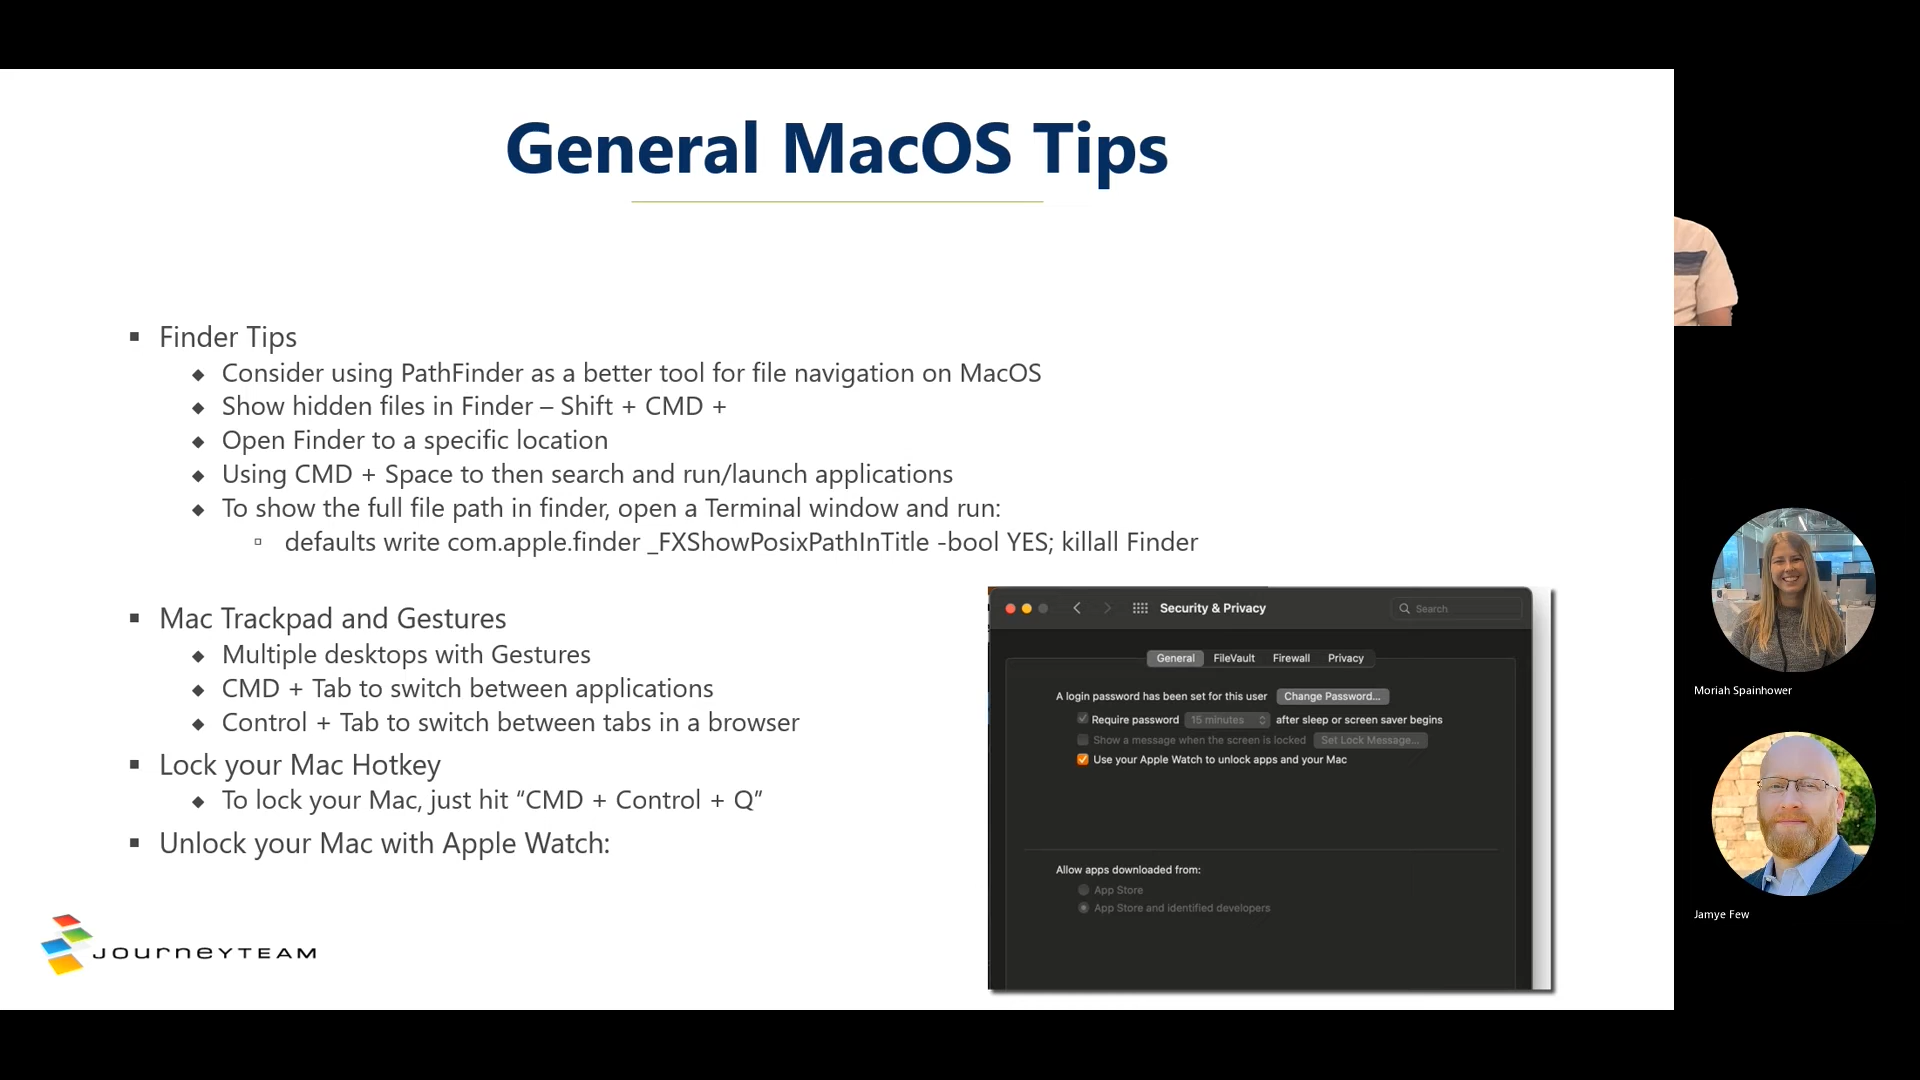 General MacOS Tips
▪ Finder Tips
◆ Consider using PathFinder as a better tool for file navigation on MacOS
◆ Show hidden files in Finder – Shift + CMD +
◆ Open Finder to a specific location
◆ Using CMD + Space to then search and run/launch applications
◆ To show the full file path in finder, open a Terminal window and run:
▫ defaults write com.apple.finder _FXShowPosixPathInTitle -bool YES; killall Finder
▪ Mac Trackpad and Gestures
◆ Multiple desktops with Gestures
◆ CMD + Tab to switch between applications
◆ Control + Tab to switch between tabs in a browser
▪ Lock your Mac Hotkey
◆ To lock your Mac, just hit “CMD + Control + Q”
▪ Unlock your Mac with Apple Watch:
Security & Privacy
Search
General FileVault Firewall Privacy
A login password has been set for this user Change Password...
Require password 15 minutes after sleep or screen saver begins
Show a message when the screen is locked Set Lock Message...
Use your Apple Watch to unlock apps and your Mac
Allow apps downloaded from:
App Store
App Store and identified developers
JOURNEYTEAM
Moriah Spainhower
Jamye Few